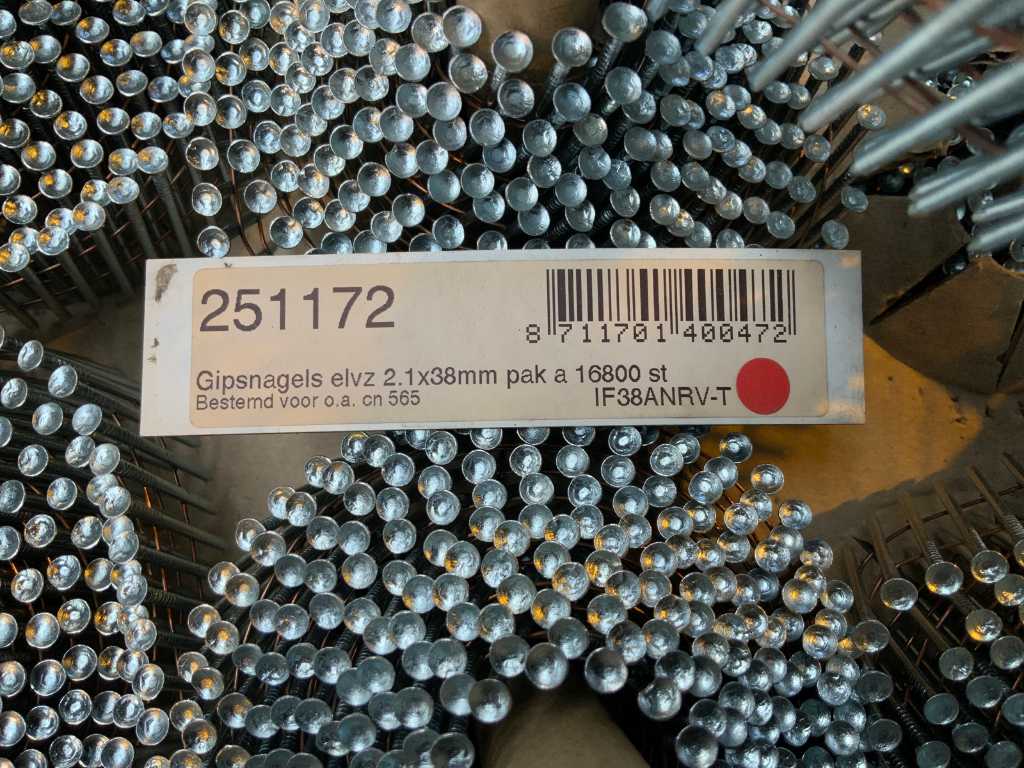 251172
8 711701 400472
Gipsnagels elvz 2.1x38mm pak a 16800 st
Bestemd voor o.a. cn 565
IF38ANRV-T